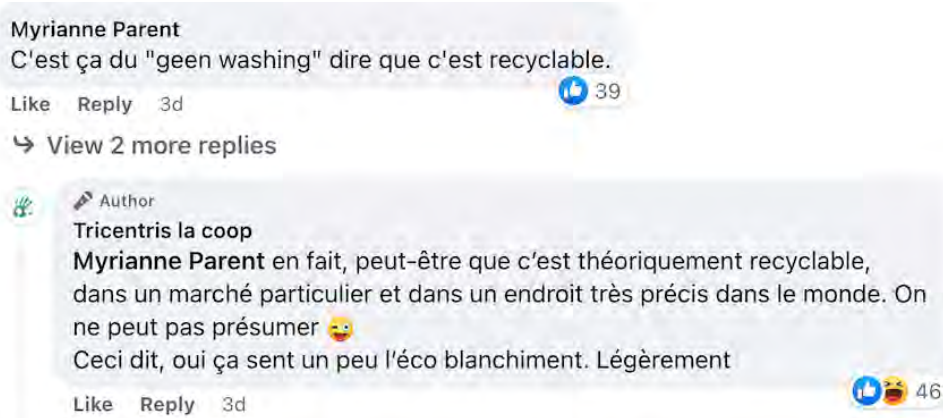 Myrianne Parent
C'est ça du "geen washing" dire que c'est recyclable.
39
Like Reply 3d
View 2 more replies
Author
Tricentris la coop
Myrianne Parent en fait, peut-être que c’est théoriquement recyclable,
dans un marché particulier et dans un endroit très précis dans le monde. On
ne peut pas présumer 😜
Ceci dit, oui ça sent un peu l’éco blanchiment. Légèrement
46
Like Reply 3d